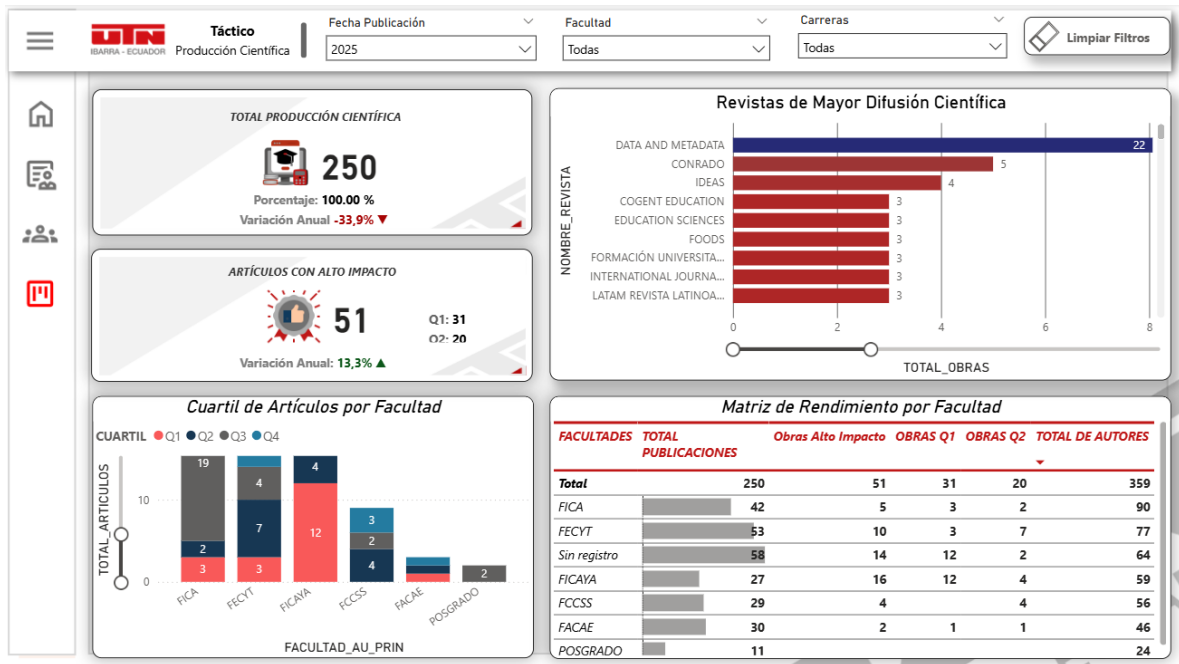 UTN
IBARRA - ECUADOR
Táctico
Producción Científica
Fecha Publicación
2025
Facultad
Todas
Carreras
Todas
Limpiar Filtros
TOTAL PRODUCCIÓN CIENTÍFICA
250
Porcentaje: 100.00 %
Variación Anual -33,9% ▼
ARTÍCULOS CON ALTO IMPACTO
51
Q1: 31
Q2: 20
Variación Anual: 13,3% ▲
Revistas de Mayor Difusión Científica
NOMBRE_REVISTA
DATA AND METADATA 22
CONRADO 5
IDEAS 4
COGENT EDUCATION 3
EDUCATION SCIENCES 3
FOODS 3
FORMACIÓN UNIVERSITA... 3
INTERNATIONAL JOURNA... 3
LATAM REVISTA LATINOA... 3
0 2 4 6 8
TOTAL_OBRAS
Cuartil de Artículos por Facultad
CUARTIL Q1 Q2 Q3 Q4
TOTAL_ARTICULOS
10
0
19 2 3
4 7 3
4 12
3 2 4
2
FICA FECYT FICAYA FCCSS FACAE POSGRADO
FACULTAD_AU_PRIN
Matriz de Rendimiento por Facultad
FACULTADES TOTAL PUBLICACIONES Obras Alto Impacto OBRAS Q1 OBRAS Q2 TOTAL DE AUTORES
Total 250 51 31 20 359
FICA 42 5 3 2 90
FECYT 53 10 3 7 77
Sin registro 58 14 12 2 64
FICAYA 27 16 12 4 59
FCCSS 29 4 4 56
FACAE 30 2 1 1 46
POSGRADO 11 24